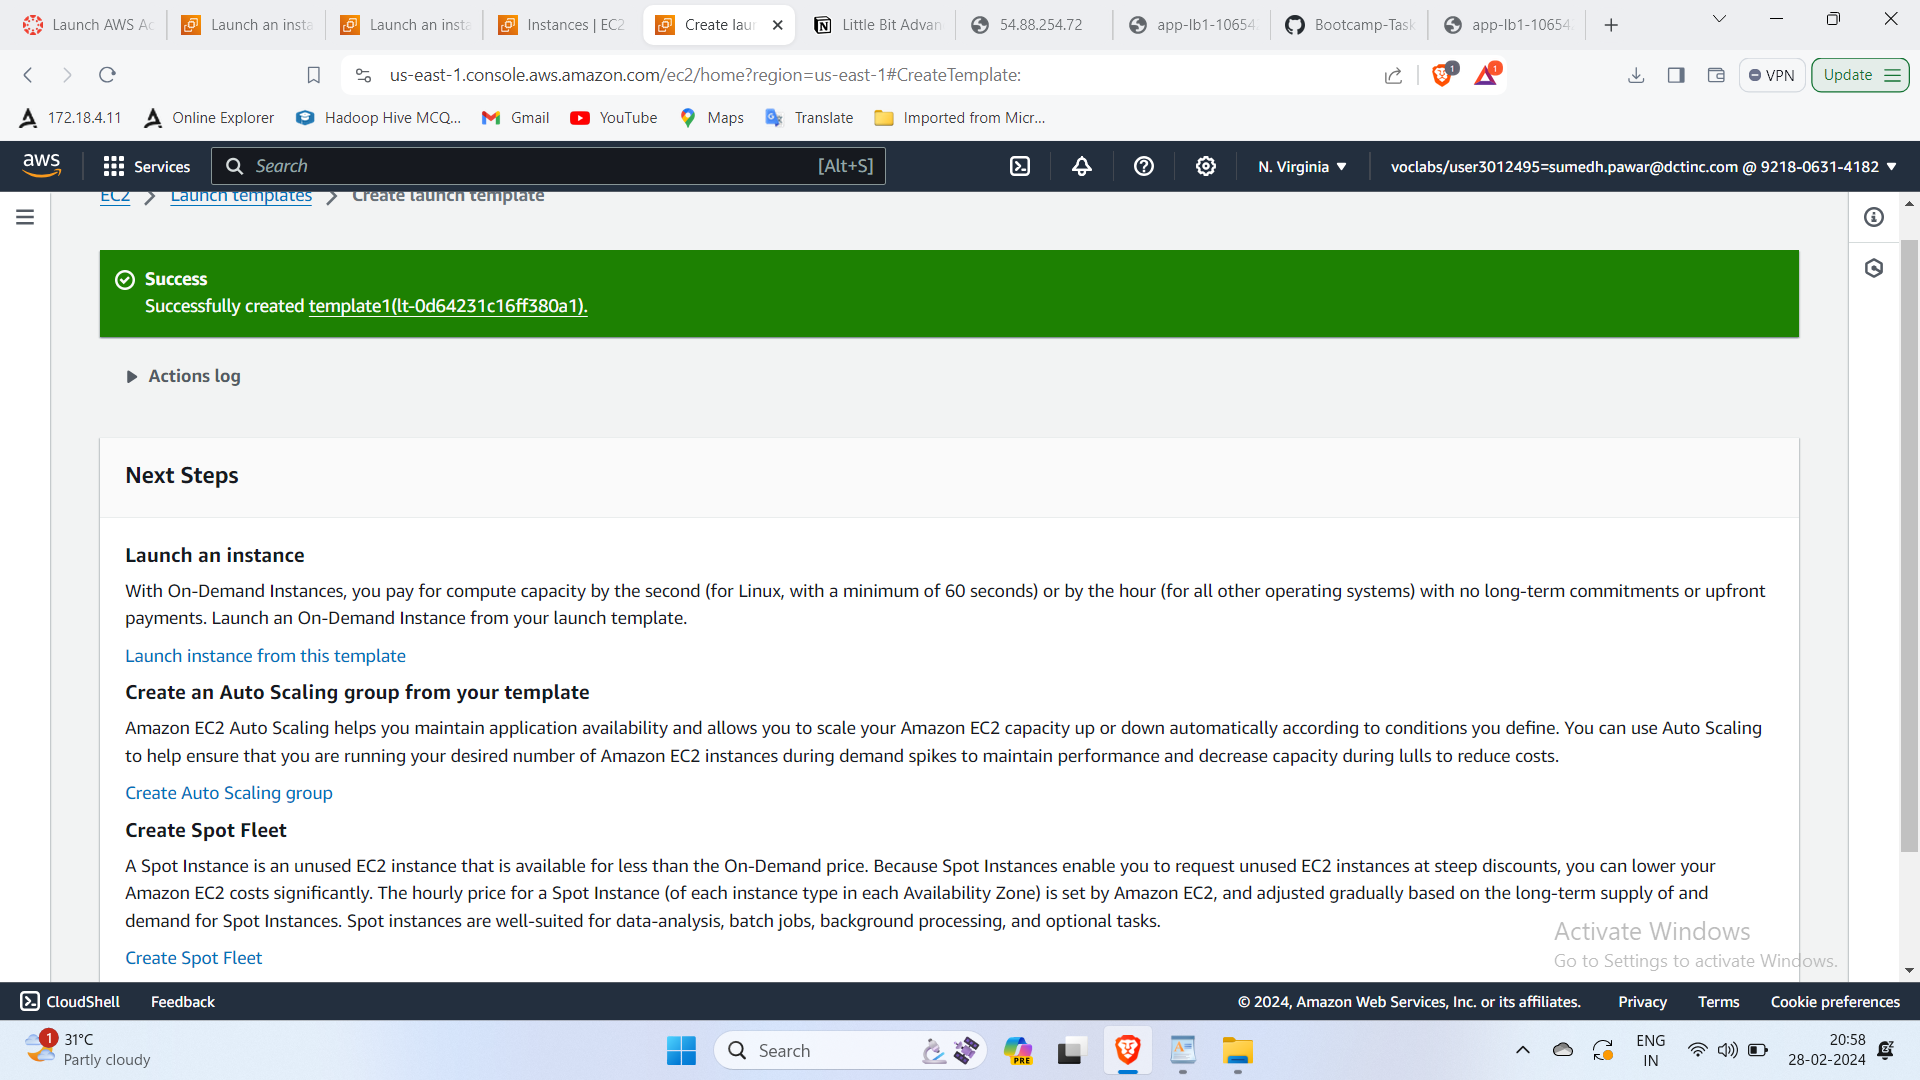 Launch AWS Ac
Launch an insta
Launch an insta
Instances | EC2
Create lau
Little Bit Advan
54.88.254.72
app-lb1-10654
Bootcamp-Task
app-lb1-10654
us-east-1.console.aws.amazon.com/ec2/home?region=us-east-1#CreateTemplate:
1
1
VPN
Update
172.18.4.11
Online Explorer
Hadoop Hive MCQ...
Gmail
YouTube
Maps
Translate
Imported from Micr...
aws
Services
Search
[Alt+S]
N. Virginia
voclabs/user3012495=sumedh.pawar@dctinc.com @ 9218-0631-4182
EC2
Launch templates
Create launch template
Success
Successfully created template1(lt-0d64231c16ff380a1).
Actions log
Next Steps
Launch an instance
With On-Demand Instances, you pay for compute capacity by the second (for Linux, with a minimum of 60 seconds) or by the hour (for all other operating systems) with no long-term commitments or upfront
payments. Launch an On-Demand Instance from your launch template.
Launch instance from this template
Create an Auto Scaling group from your template
Amazon EC2 Auto Scaling helps you maintain application availability and allows you to scale your Amazon EC2 capacity up or down automatically according to conditions you define. You can use Auto Scaling
to help ensure that you are running your desired number of Amazon EC2 instances during demand spikes to maintain performance and decrease capacity during lulls to reduce costs.
Create Auto Scaling group
Create Spot Fleet
A Spot Instance is an unused EC2 instance that is available for less than the On-Demand price. Because Spot Instances enable you to request unused EC2 instances at steep discounts, you can lower your
Amazon EC2 costs significantly. The hourly price for a Spot Instance (of each instance type in each Availability Zone) is set by Amazon EC2, and adjusted gradually based on the long-term supply of and
demand for Spot Instances. Spot instances are well-suited for data-analysis, batch jobs, background processing, and optional tasks.
Create Spot Fleet
Activate Windows
Go to Settings to activate Windows.
CloudShell
Feedback
© 2024, Amazon Web Services, Inc. or its affiliates.
Privacy
Terms
Cookie preferences
1
31°C
Partly cloudy
Search
PRE
ENG
IN
20:58
28-02-2024